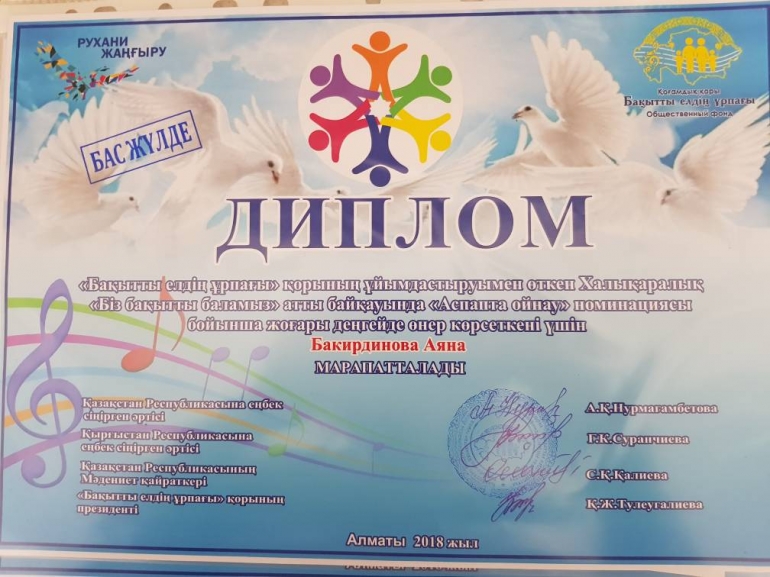 РУХАНИ
ЖАҢҒЫРУ
Қоғамдық қоры
Бақытты елдің ұрпағы
Общественный фонд
БАС ЖҮЛДЕ
ДИПЛОМ
«Бақытты елдің ұрпағы» қорының ұйымдастыруымен өткен Халықаралық
«Біз бақытты баламыз» атты байқауында «Аспапта ойнау» номинациясы
бойынша жоғары деңгейде өнер көрсеткені үшін
Бакирдинова Аяна
МАРАПАТТАЛАДЫ
Қазақстан Республикасына еңбек
сіңірген әртісі
А.Қ.Нурмагамбетова
Қырғыстан Республикасына
еңбек сіңірген әртісі
Г.К.Суранчиева
Қазақстан Республикасының
Мәдениет қайраткері
С.Қ.Қалиева
«Бақытты елдің ұрпағы» қорының
президенті
Қ.Ж.Тулеугалиева
Алматы 2018 жыл